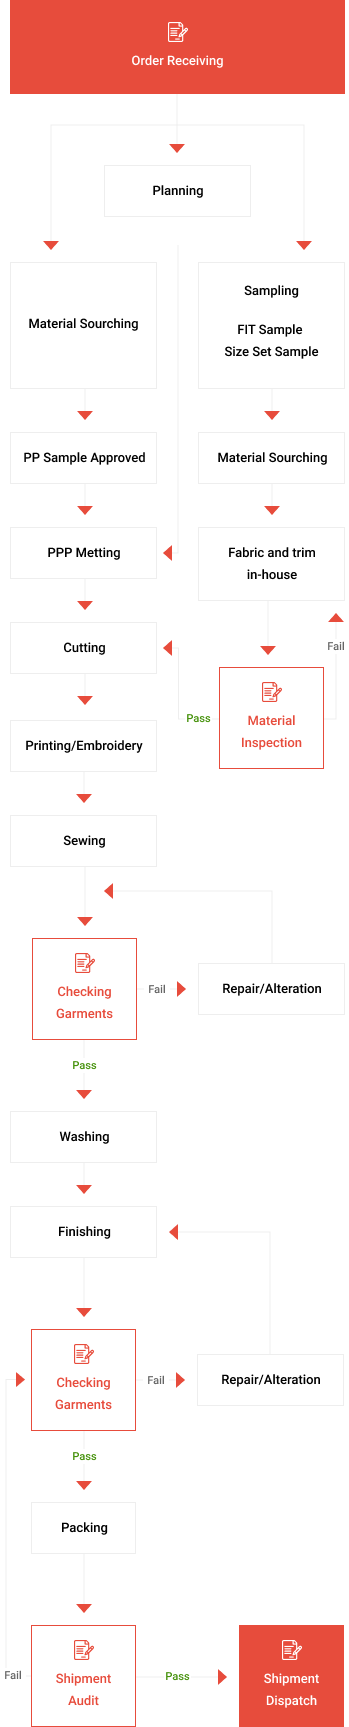 Order Receiving
Planning
Material Sourching
Sampling
FIT Sample
Size Set Sample
PP Sample Approved
Material Sourching
PPP Metting
Fabric and trim
in-house
Cutting
Fail
Pass
Material
Inspection
Printing/Embroidery
Sewing
Checking
Garments
Fail
Repair/Alteration
Pass
Washing
Finishing
Checking
Garments
Fail
Repair/Alteration
Pass
Packing
Fail
Shipment
Audit
Pass
Shipment
Dispatch